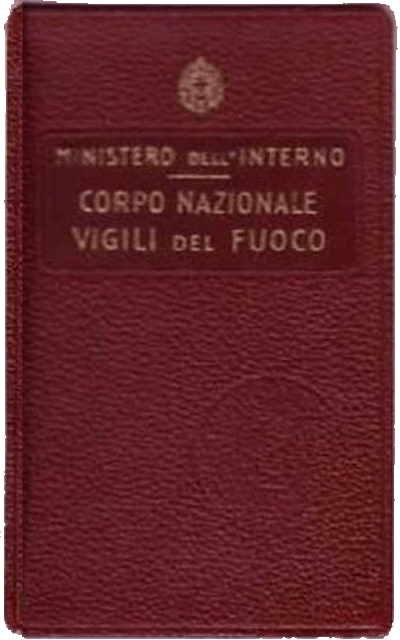 MINISTERO DELL'INTERNO
CORPO NAZIONALE
VIGILI DEL FUOCO